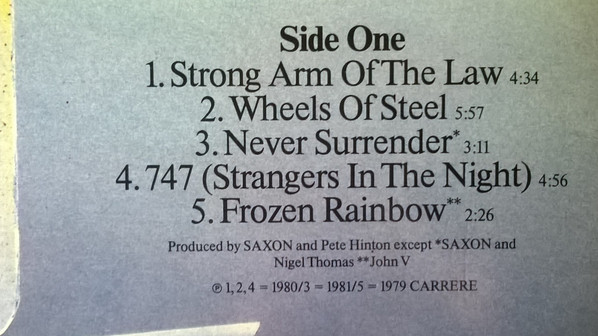 Side One
1. Strong Arm Of The Law 4:34
2. Wheels Of Steel 5:57
3. Never Surrender* 3:11
4. 747 (Strangers In The Night) 4:56
5. Frozen Rainbow** 2:26
Produced by SAXON and Pete Hinton except *SAXON and
Nigel Thomas **John V
℗ 1, 2, 4 = 1980/3 = 1981/5 = 1979 CARRERE